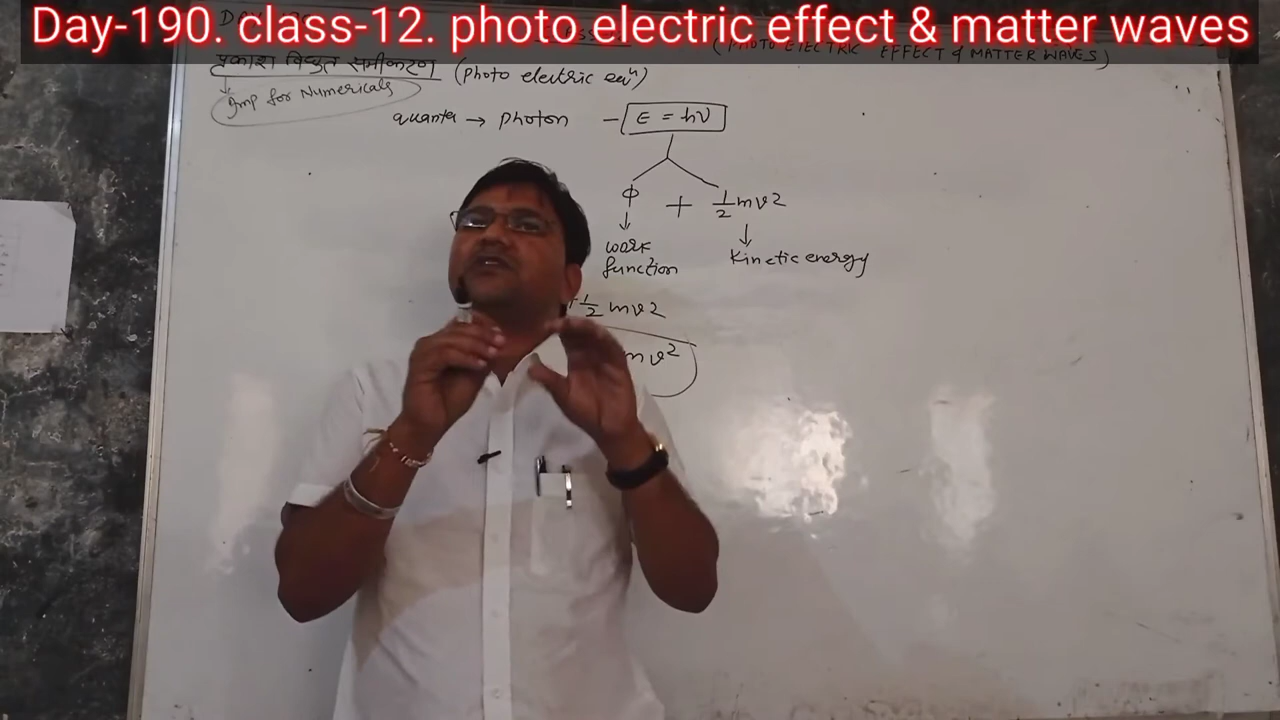 Day-190. class-12. photo electric effect & matter waves
(PHOTO ELECTRIC EFFECT & MATTER WAVES)
प्रकाश विद्युत समीकरण (photo electric eqⁿ)
Imp for Numericals
quanta → photon — E = hν
ϕ + 1/2 mv2
work function
Kinetic energy
+ 1/2 mv2
mv²